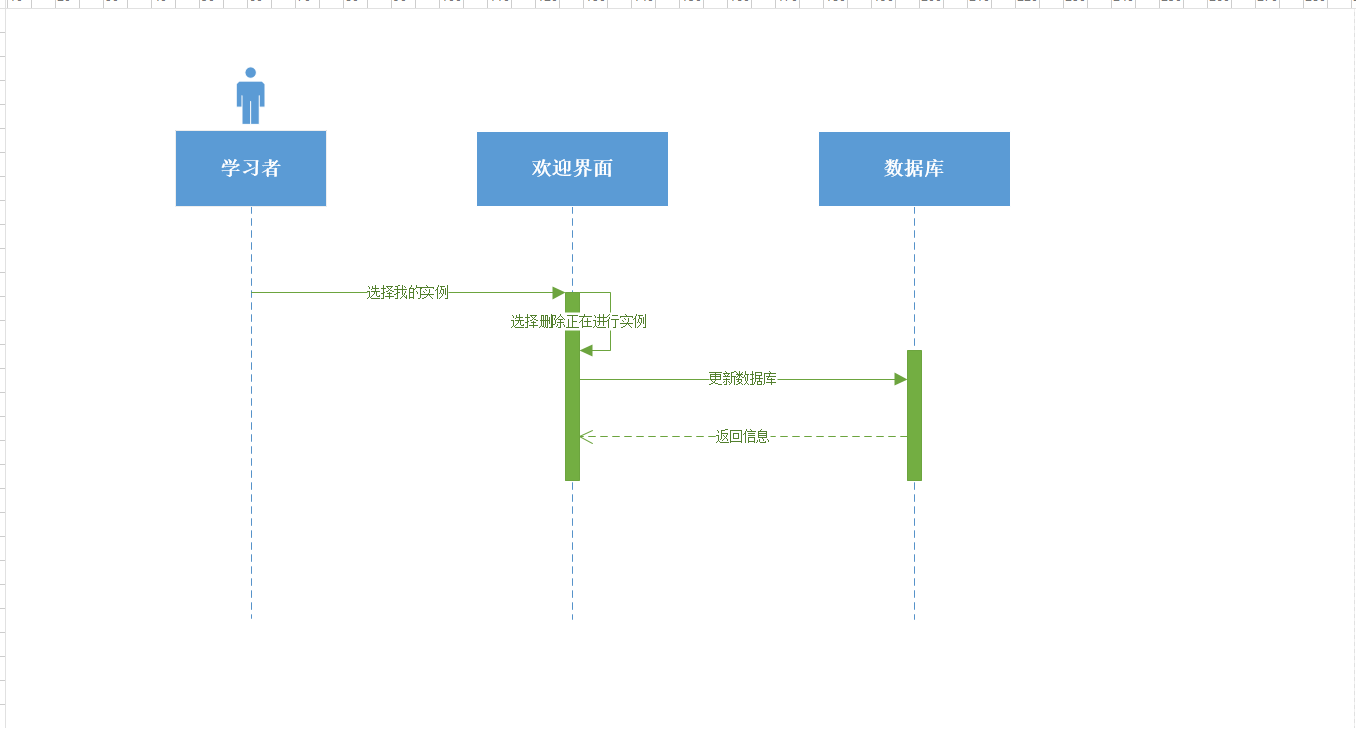 学习者
欢迎界面
数据库
选择我的实例
选择删除正在进行实例
更新数据库
返回信息